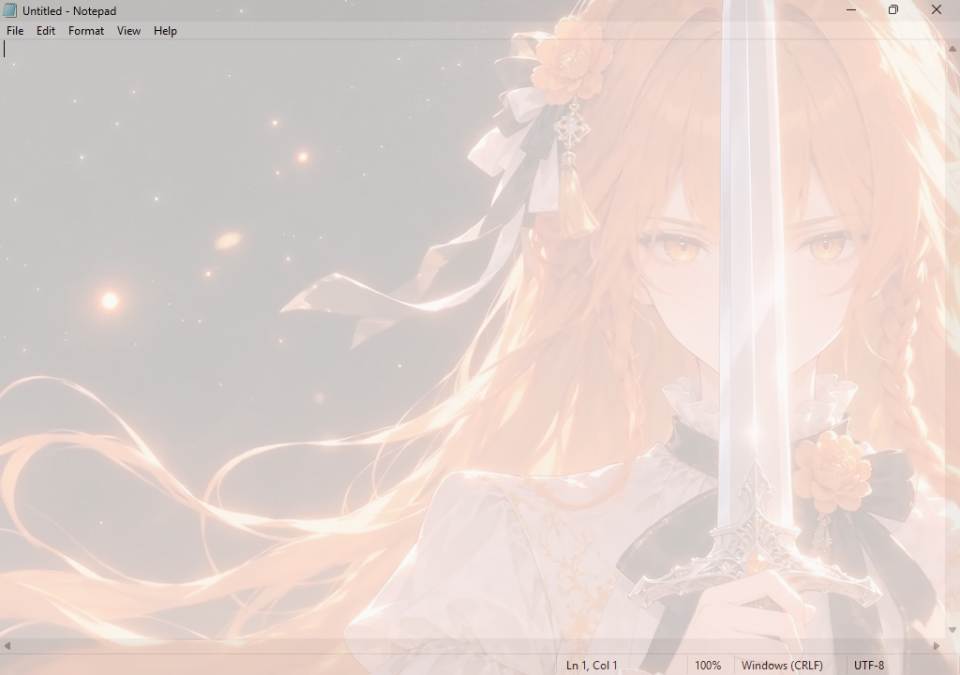 Untitled - Notepad
File Edit Format View Help
Ln 1, Col 1 100% Windows (CRLF) UTF-8